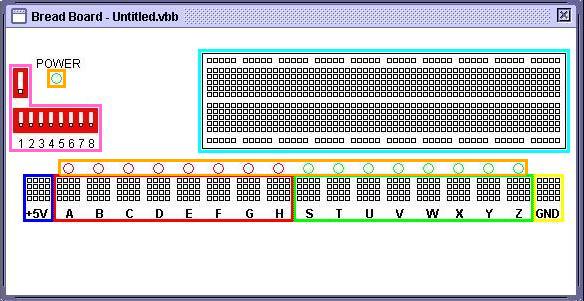 Bread Board - Untitled.vbb
POWER
1 2 3 4 5 6 7 8
+5V A B C D E F G H S T U V W X Y Z GND